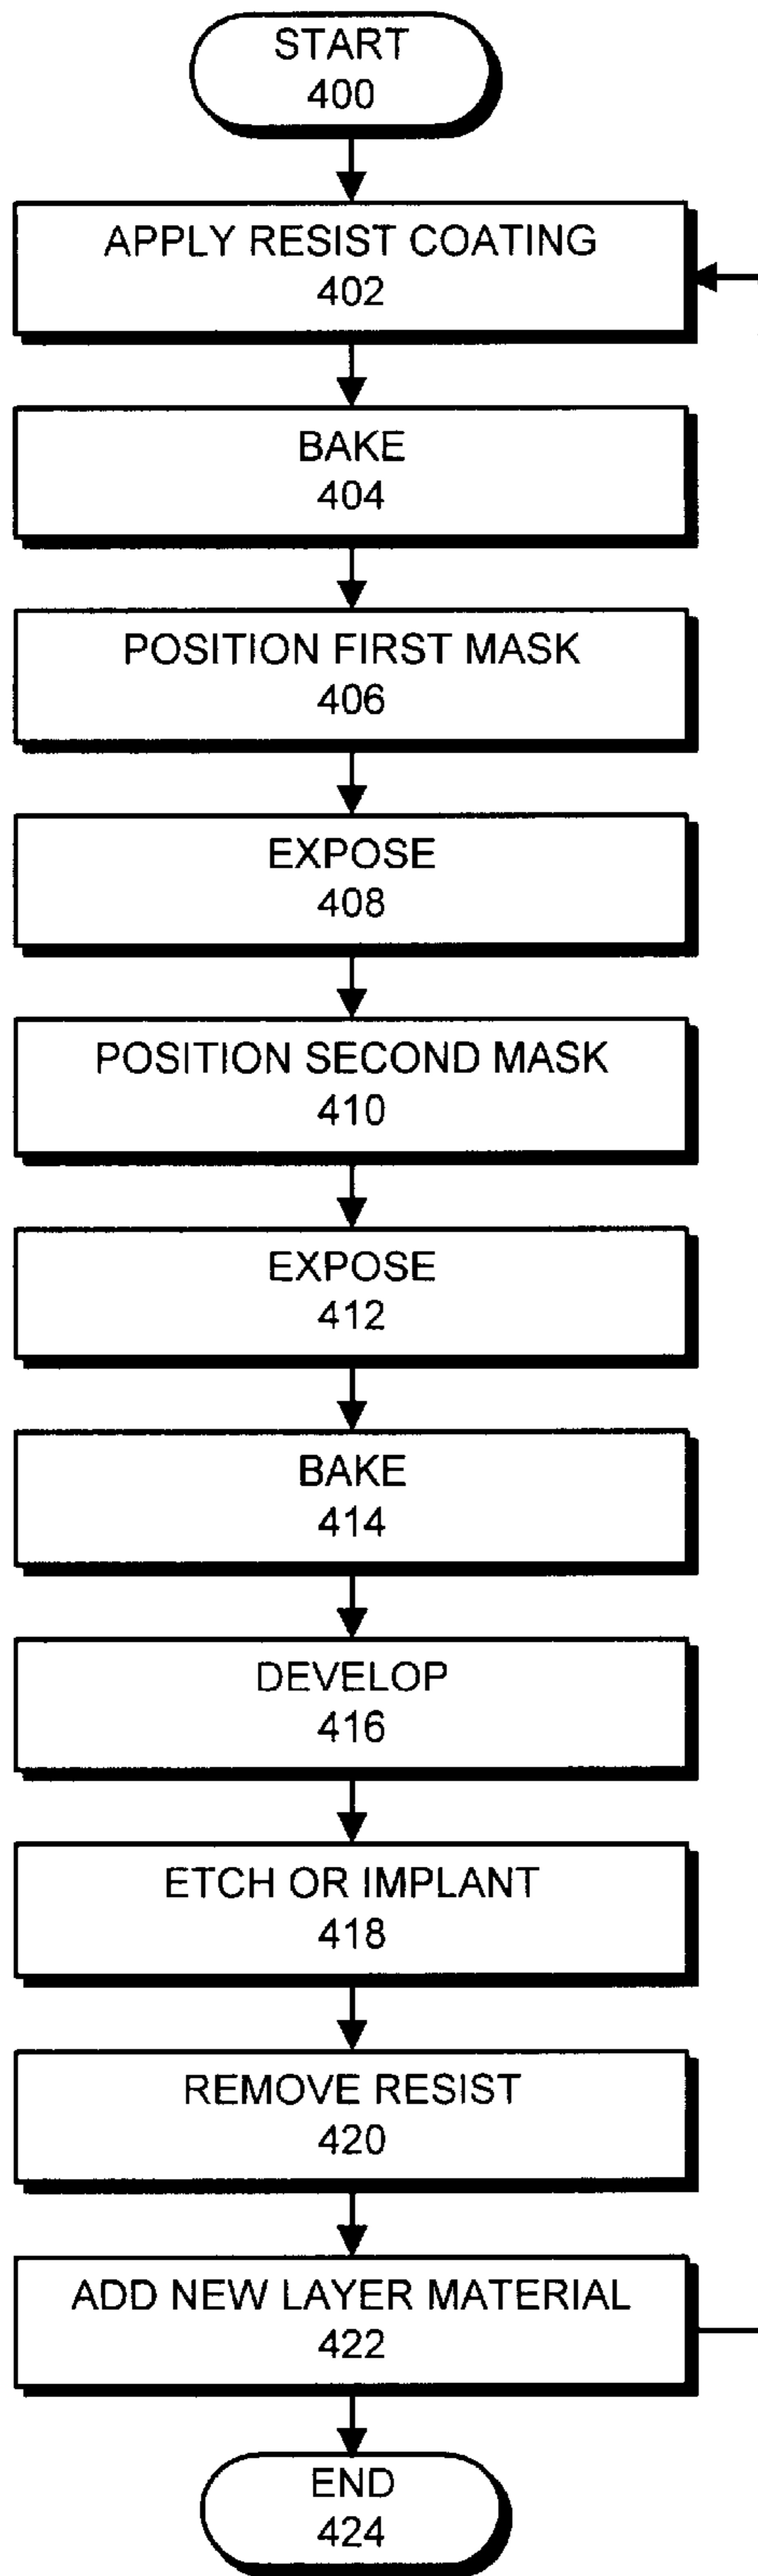 START
400
APPLY RESIST COATING
402
BAKE
404
POSITION FIRST MASK
406
EXPOSE
408
POSITION SECOND MASK
410
EXPOSE
412
BAKE
414
DEVELOP
416
ETCH OR IMPLANT
418
REMOVE RESIST
420
ADD NEW LAYER MATERIAL
422
END
424